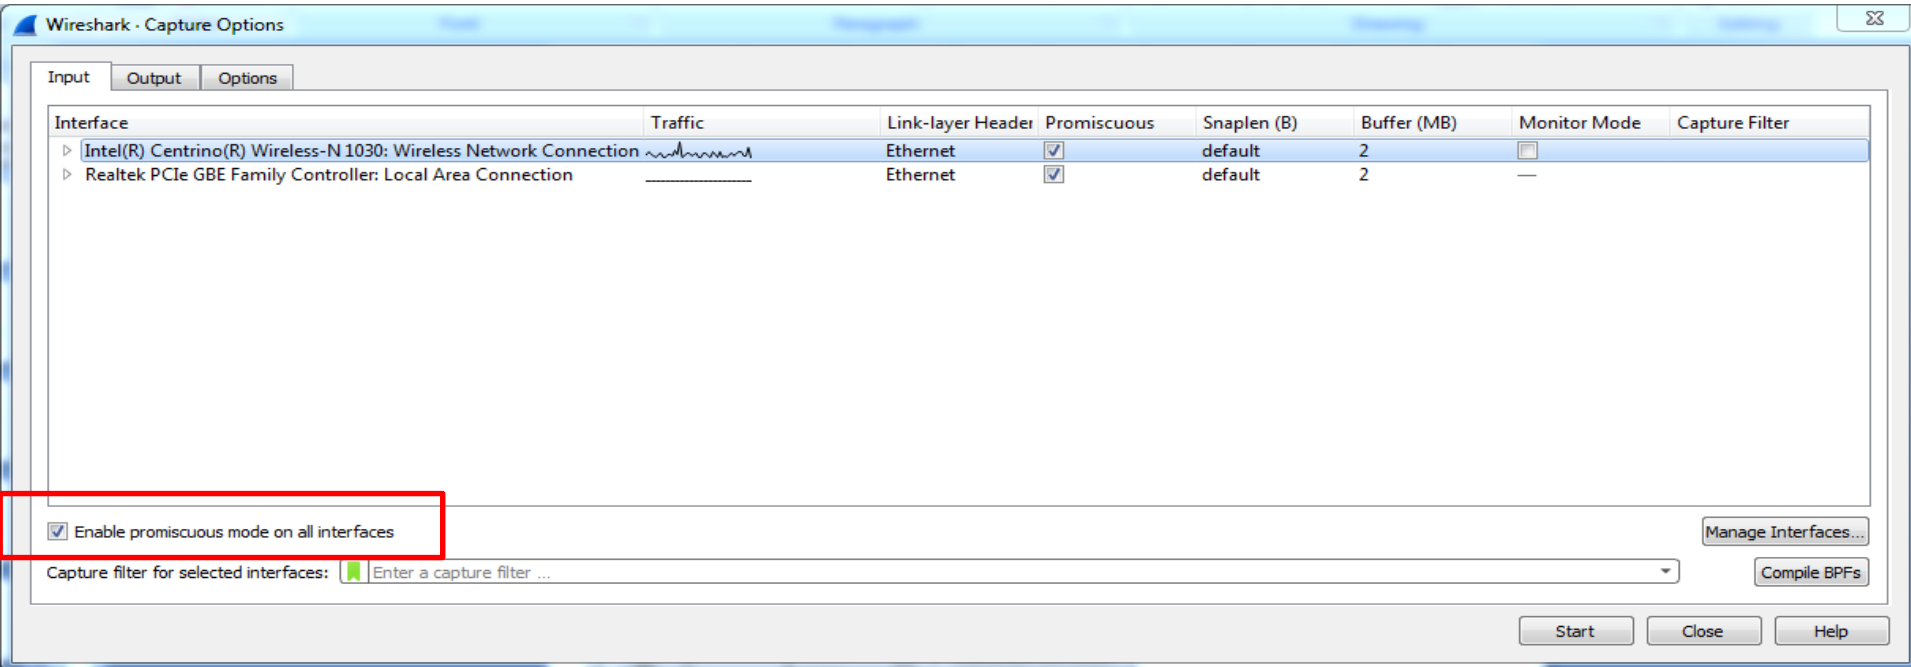 Wireshark · Capture Options
Input Output Options
Interface Traffic Link-layer Header Promiscuous Snaplen (B) Buffer (MB) Monitor Mode Capture Filter
Intel(R) Centrino(R) Wireless-N 1030: Wireless Network Connection Ethernet default 2
Realtek PCIe GBE Family Controller: Local Area Connection Ethernet default 2 —
Enable promiscuous mode on all interfaces Manage Interfaces...
Capture filter for selected interfaces: Enter a capture filter ... Compile BPFs
Start Close Help